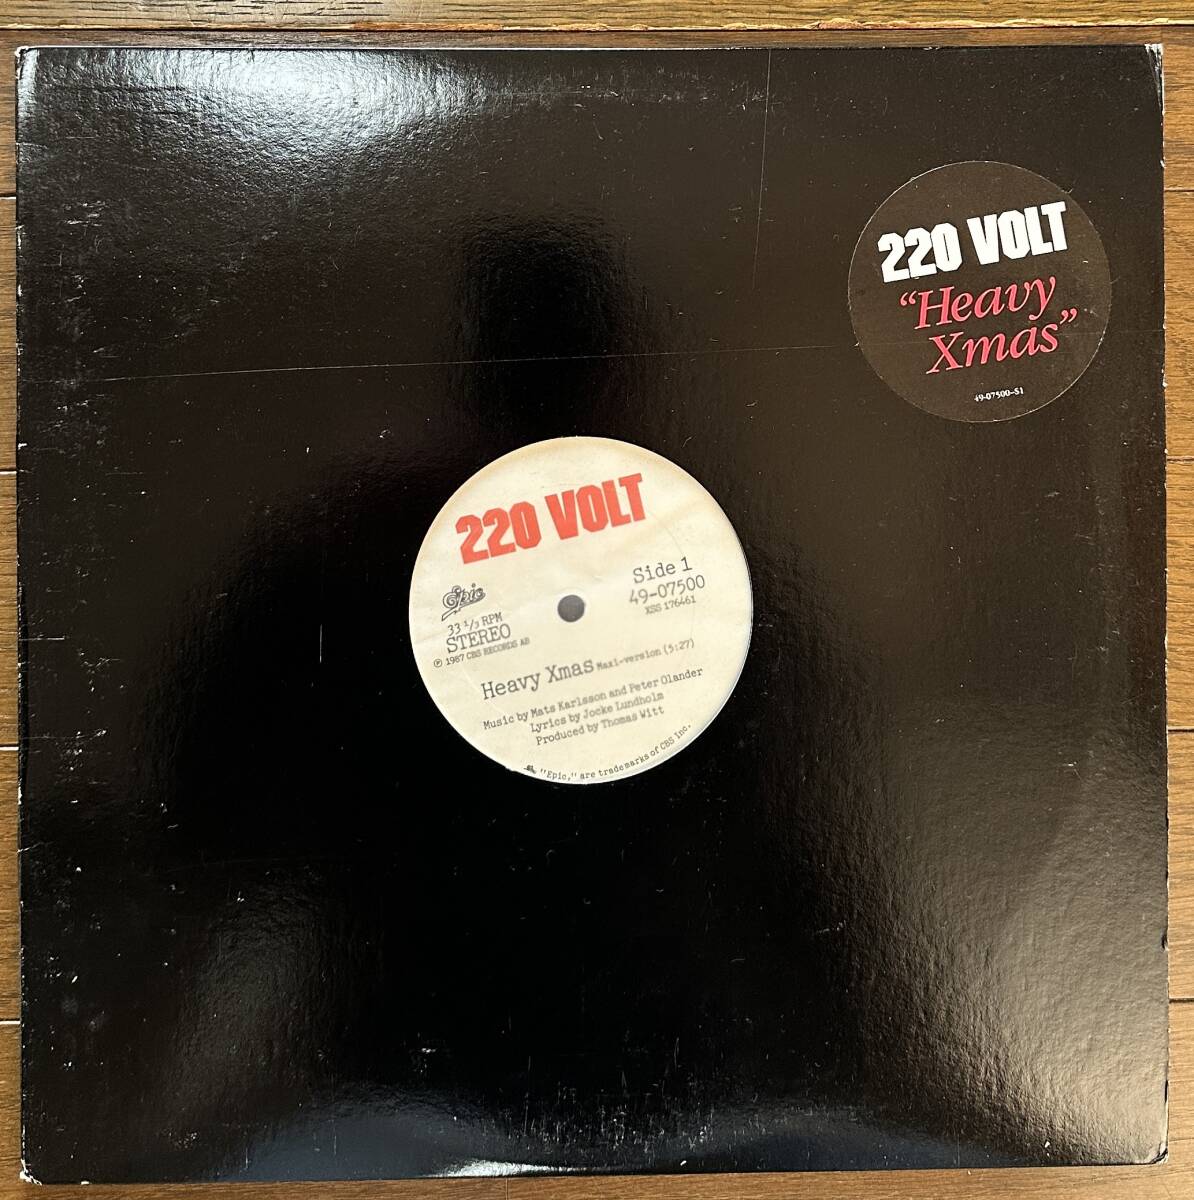 220 VOLT
“Heavy
Xmas”
49-07500-S1
220 VOLT
Epic
Side 1
49-07500
XSS 176461
33 1/3 RPM
STEREO
℗ 1987 CBS RECORDS AB
Heavy Xmas Maxi-version (5:27)
Music by Mats Karlsson and Peter Olander
Lyrics by Jocke Lundholm
Produced by Thomas Witt
"Epic," are trademarks of CBS Inc.